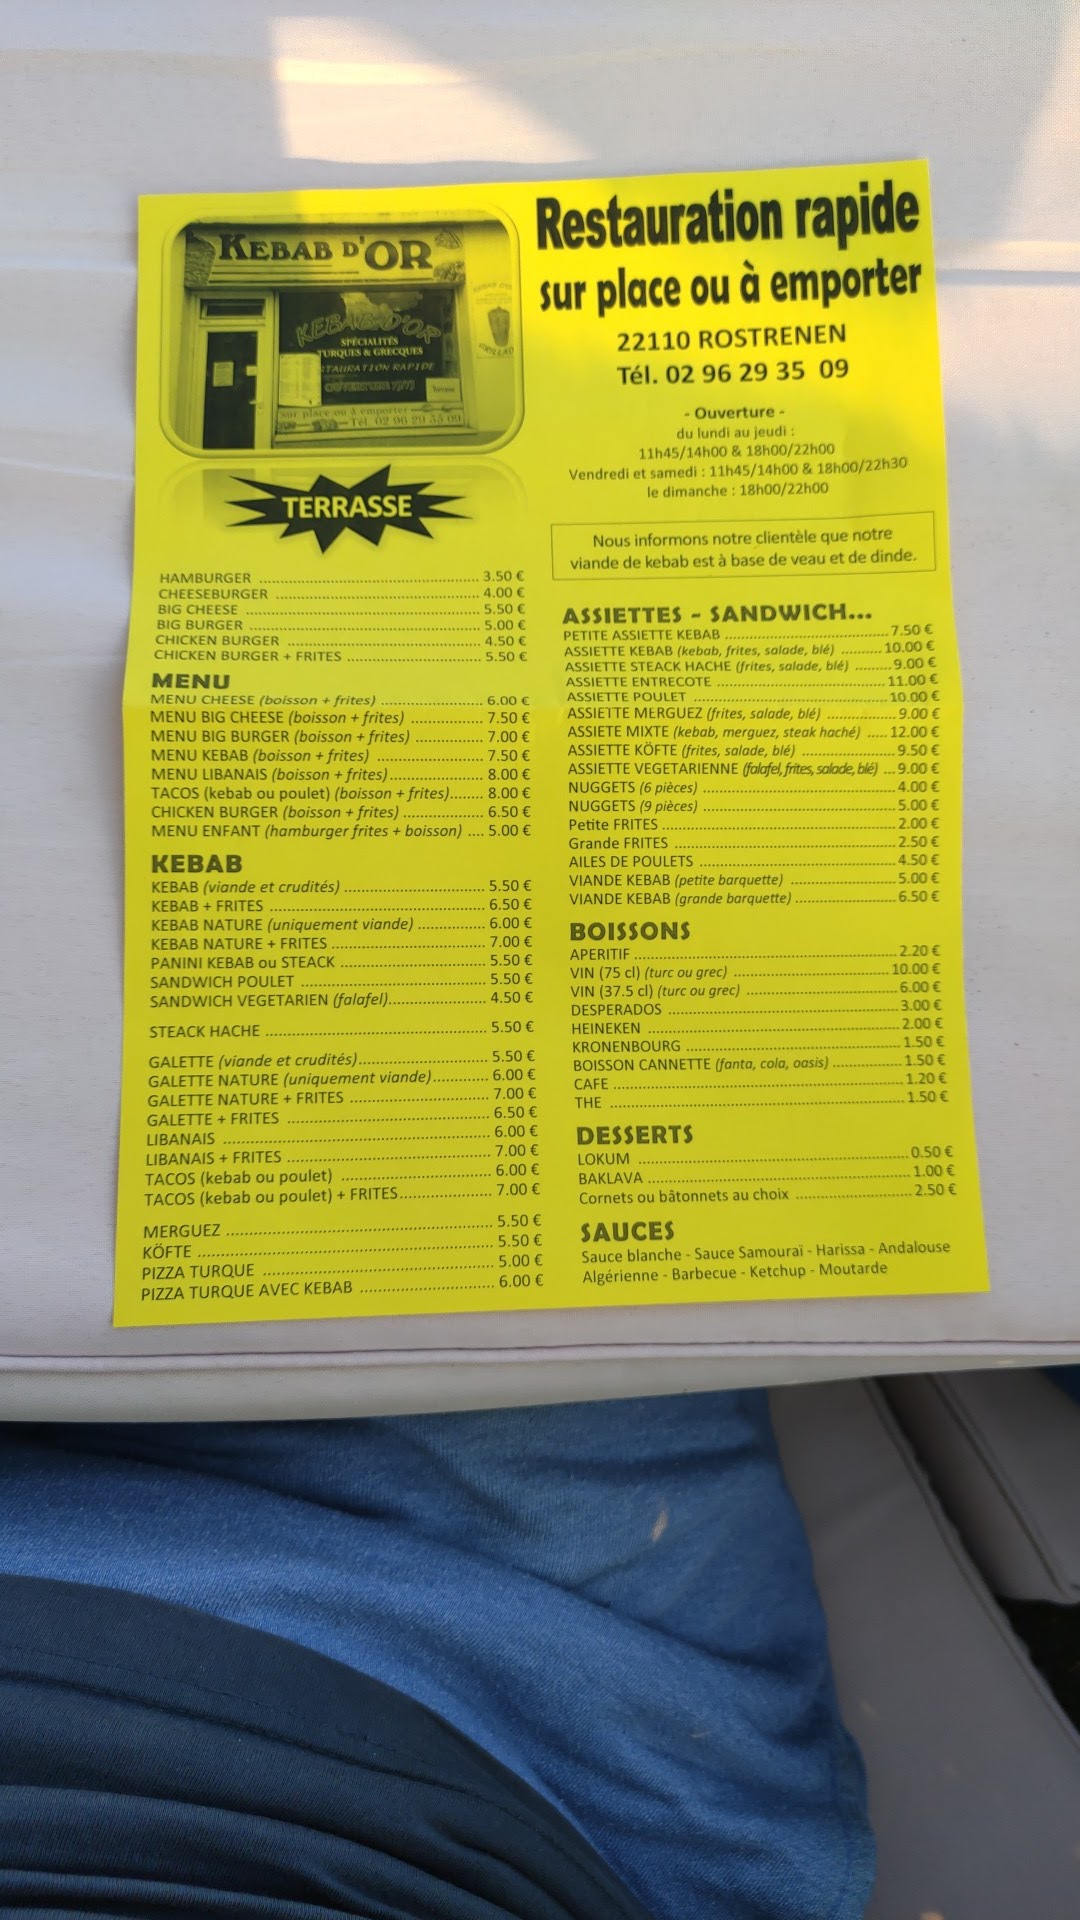 KEBAB D'OR
KEBAB D'OR
SPÉCIALITÉS
TURQUES & GRECQUES
RESTAURATION RAPIDE
OUVERTURE 7J/7J
sur place ou à emporter
Tél. 02 96 29 35 09
TERRASSE
HAMBURGER 3.50 €
CHEESEBURGER 4.00 €
BIG CHEESE 5.50 €
BIG BURGER 5.00 €
CHICKEN BURGER 4.50 €
CHICKEN BURGER + FRITES 5.50 €
MENU
MENU CHEESE (boisson + frites) 6.00 €
MENU BIG CHEESE (boisson + frites) 7.50 €
MENU BIG BURGER (boisson + frites) 7.00 €
MENU KEBAB (boisson + frites) 7.50 €
MENU LIBANAIS (boisson + frites) 8.00 €
TACOS (kebab ou poulet) (boisson + frites) 8.00 €
CHICKEN BURGER (boisson + frites) 6.50 €
MENU ENFANT (hamburger frites + boisson) 5.00 €
KEBAB
KEBAB (viande et crudités) 5.50 €
KEBAB + FRITES 6.50 €
KEBAB NATURE (uniquement viande) 6.00 €
KEBAB NATURE + FRITES 7.00 €
PANINI KEBAB ou STEACK 5.50 €
SANDWICH POULET 5.50 €
SANDWICH VEGETARIEN (falafel) 4.50 €
STEACK HACHE 5.50 €
GALETTE (viande et crudités) 5.50 €
GALETTE NATURE (uniquement viande) 6.00 €
GALETTE NATURE + FRITES 7.00 €
GALETTE + FRITES 6.50 €
LIBANAIS 6.00 €
LIBANAIS + FRITES 7.00 €
TACOS (kebab ou poulet) 6.00 €
TACOS (kebab ou poulet) + FRITES 7.00 €
MERGUEZ 5.50 €
KÖFTE 5.50 €
PIZZA TURQUE 5.00 €
PIZZA TURQUE AVEC KEBAB 6.00 €
Restauration rapide
sur place ou à emporter
22110 ROSTRENEN
Tél. 02 96 29 35 09
- Ouverture -
du lundi au jeudi :
11h45/14h00 & 18h00/22h00
Vendredi et samedi : 11h45/14h00 & 18h00/22h30
le dimanche : 18h00/22h00
Nous informons notre clientèle que notre
viande de kebab est à base de veau et de dinde.
ASSIETTES - SANDWICH...
PETITE ASSIETTE KEBAB 7.50 €
ASSIETTE KEBAB (kebab, frites, salade, blé) 10.00 €
ASSIETTE STEACK HACHE (frites, salade, blé) 9.00 €
ASSIETTE ENTRECOTE 11.00 €
ASSIETTE POULET 10.00 €
ASSIETTE MERGUEZ (frites, salade, blé) 9.00 €
ASSIETE MIXTE (kebab, merguez, steak haché) 12.00 €
ASSIETTE KÖFTE (frites, salade, blé) 9.50 €
ASSIETTE VEGETARIENNE (falafel, frites, salade, blé) 9.00 €
NUGGETS (6 pièces) 4.00 €
NUGGETS (9 pièces) 5.00 €
Petite FRITES 2.00 €
Grande FRITES 2.50 €
AILES DE POULETS 4.50 €
VIANDE KEBAB (petite barquette) 5.00 €
VIANDE KEBAB (grande barquette) 6.50 €
BOISSONS
APERITIF 2.20 €
VIN (75 cl) (turc ou grec) 10.00 €
VIN (37.5 cl) (turc ou grec) 6.00 €
DESPERADOS 3.00 €
HEINEKEN 2.00 €
KRONENBOURG 1.50 €
BOISSON CANNETTE (fanta, cola, oasis) 1.50 €
CAFE 1.20 €
THE 1.50 €
DESSERTS
LOKUM 0.50 €
BAKLAVA 1.00 €
Cornets ou bâtonnets au choix 2.50 €
SAUCES
Sauce blanche - Sauce Samouraï - Harissa - Andalouse
Algérienne - Barbecue - Ketchup - Moutarde